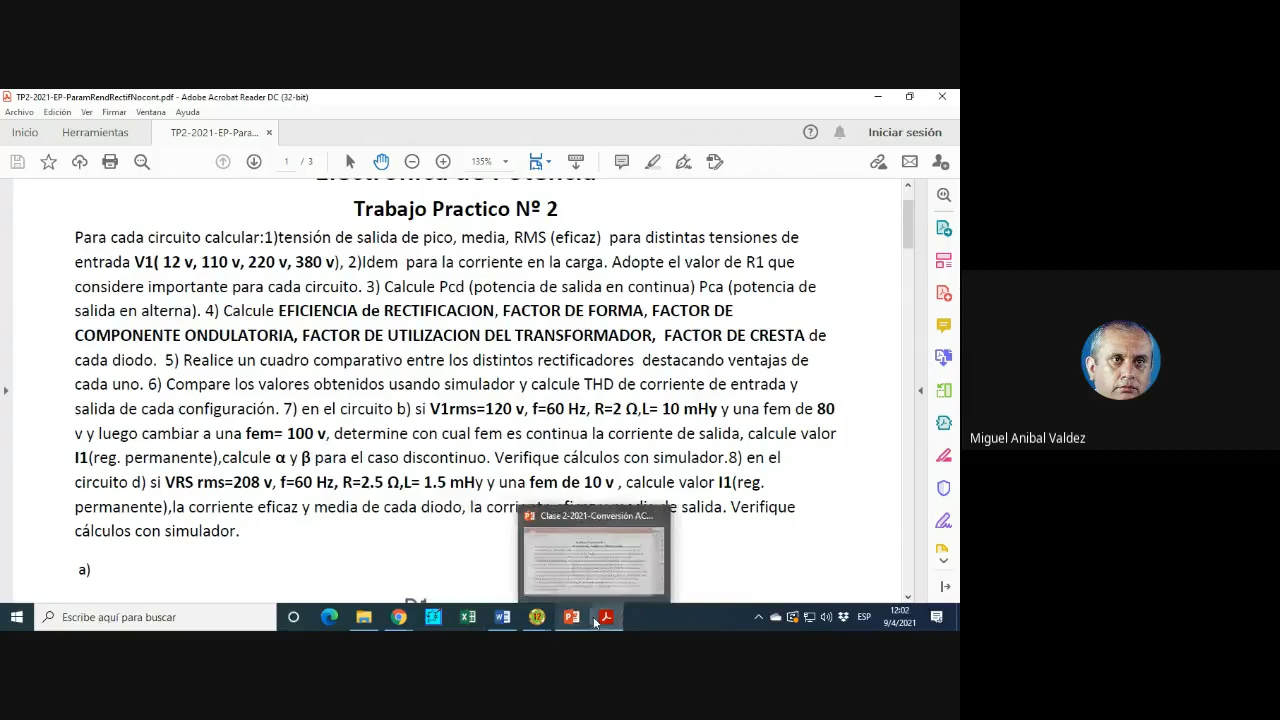 TP2-2021-EP-ParamRendRectifNocont.pdf - Adobe Acrobat Reader DC (32-bit)
Archivo Edición Ver Firmar Ventana Ayuda
Inicio Herramientas TP2-2021-EP-Para... × Iniciar sesión
1 / 3 135%
Electrónica de Potencia
Trabajo Practico Nº 2
Para cada circuito calcular:1)tensión de salida de pico, media, RMS (eficaz) para distintas tensiones de
entrada V1( 12 v, 110 v, 220 v, 380 v), 2)Idem para la corriente en la carga. Adopte el valor de R1 que
considere importante para cada circuito. 3) Calcule Pcd (potencia de salida en continua) Pca (potencia de
salida en alterna). 4) Calcule EFICIENCIA de RECTIFICACION, FACTOR DE FORMA, FACTOR DE
COMPONENTE ONDULATORIA, FACTOR DE UTILIZACION DEL TRANSFORMADOR, FACTOR DE CRESTA de
cada diodo. 5) Realice un cuadro comparativo entre los distintos rectificadores destacando ventajas de
cada uno. 6) Compare los valores obtenidos usando simulador y calcule THD de corriente de entrada y
salida de cada configuración. 7) en el circuito b) si V1rms=120 v, f=60 Hz, R=2 Ω,L= 10 mHy y una fem de 80
v y luego cambiar a una fem= 100 v, determine con cual fem es continua la corriente de salida, calcule valor
I1(reg. permanente),calcule α y β para el caso discontinuo. Verifique cálculos con simulador.8) en el
circuito d) si VRS rms=208 v, f=60 Hz, R=2.5 Ω,L= 1.5 mHy y una fem de 10 v , calcule valor I1(reg.
permanente),la corriente eficaz y media de cada diodo, la de salida. Verifique
cálculos con simulador.
Clase 2-2021-Conversión AC...
a)
Miguel Anibal Valdez
Escribe aquí para buscar
ESP
12:02
9/4/2021